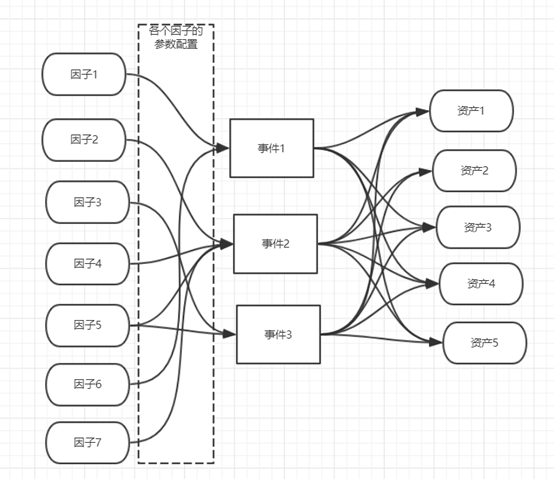 各个因子的
参数配置
因子1
因子2
因子3
因子4
因子5
因子6
因子7
事件1
事件2
事件3
资产1
资产2
资产3
资产4
资产5